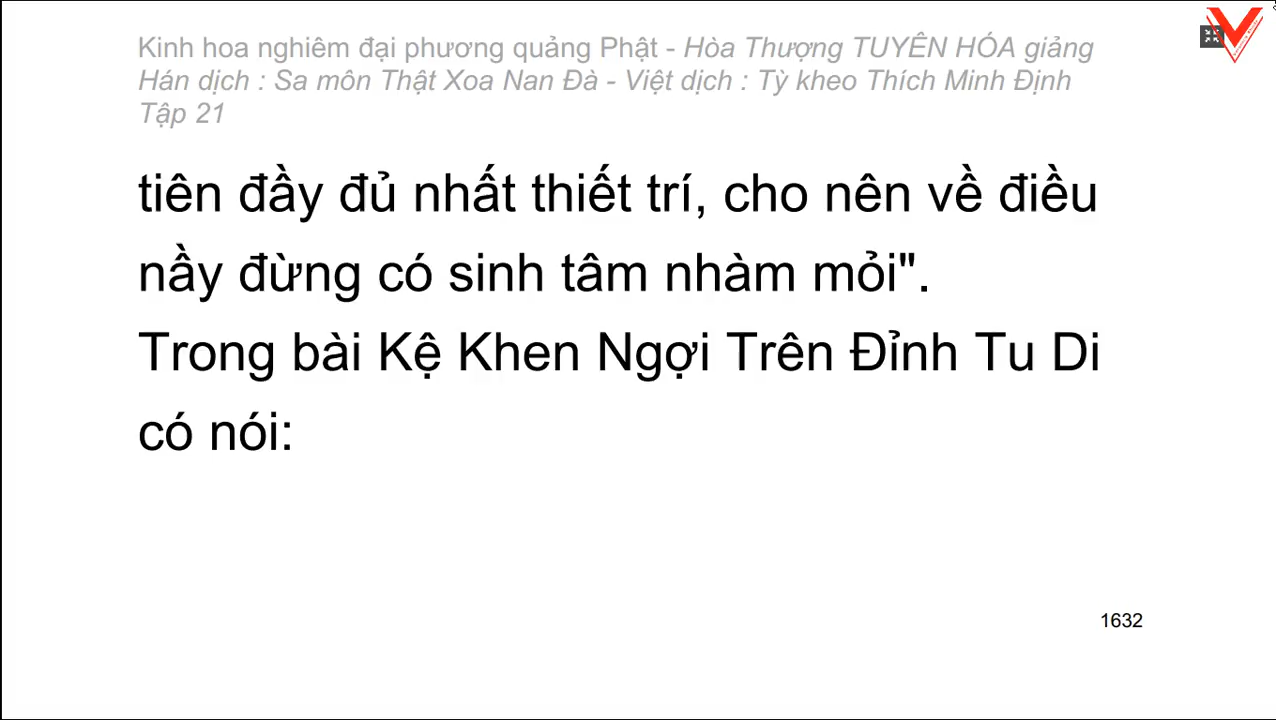 Kinh hoa nghiêm đại phương quảng Phật - Hòa Thượng TUYÊN HÓA giảng
Hán dịch : Sa môn Thật Xoa Nan Đà - Việt dịch : Tỳ kheo Thích Minh Định
Tập 21
tiên đầy đủ nhất thiết trí, cho nên về điều
nầy đừng có sinh tâm nhàm mỏi".
Trong bài Kệ Khen Ngợi Trên Đỉnh Tu Di
có nói:
1632